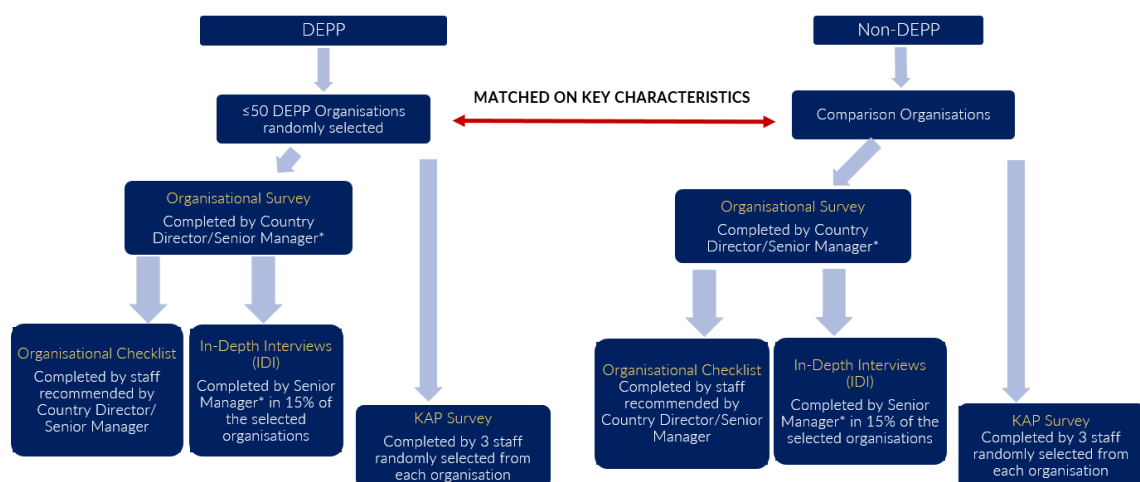 DEPP
Non-DEPP
≤50 DEPP Organisations
randomly selected
MATCHED ON KEY CHARACTERISTICS
Comparison Organisations
Organisational Survey
Completed by Country
Director/Senior Manager*
Organisational Survey
Completed by Country
Director/Senior Manager*
Organisational Checklist
Completed by staff
recommended by
Country Director/
Senior Manager
In-Depth Interviews
(IDI)
Completed by Senior
Manager* in 15% of
the selected
organisations
KAP Survey
Completed by 3 staff
randomly selected from
each organisation
Organisational Checklist
Completed by staff
recommended by
Country Director/Senior
Manager
In-Depth Interviews
(IDI)
Completed by Senior
Manager* in 15% of the
selected organisations
KAP Survey
Completed by 3 staff
randomly selected from
each organisation